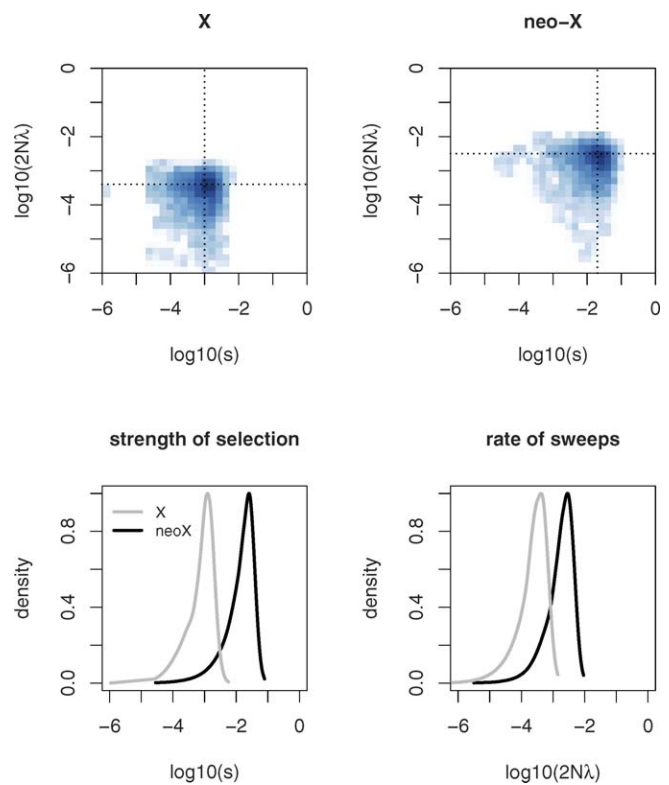 X
0
−2
−4
−6
log10(2Nλ)
−6 −4 −2 0
log10(s)
neo−X
0
−2
−4
−6
log10(2Nλ)
−6 −4 −2 0
log10(s)
strength of selection
X
neoX
0.8
0.4
0.0
density
−6 −4 −2 0
log10(s)
rate of sweeps
0.8
0.4
0.0
density
−6 −4 −2 0
log10(2Nλ)